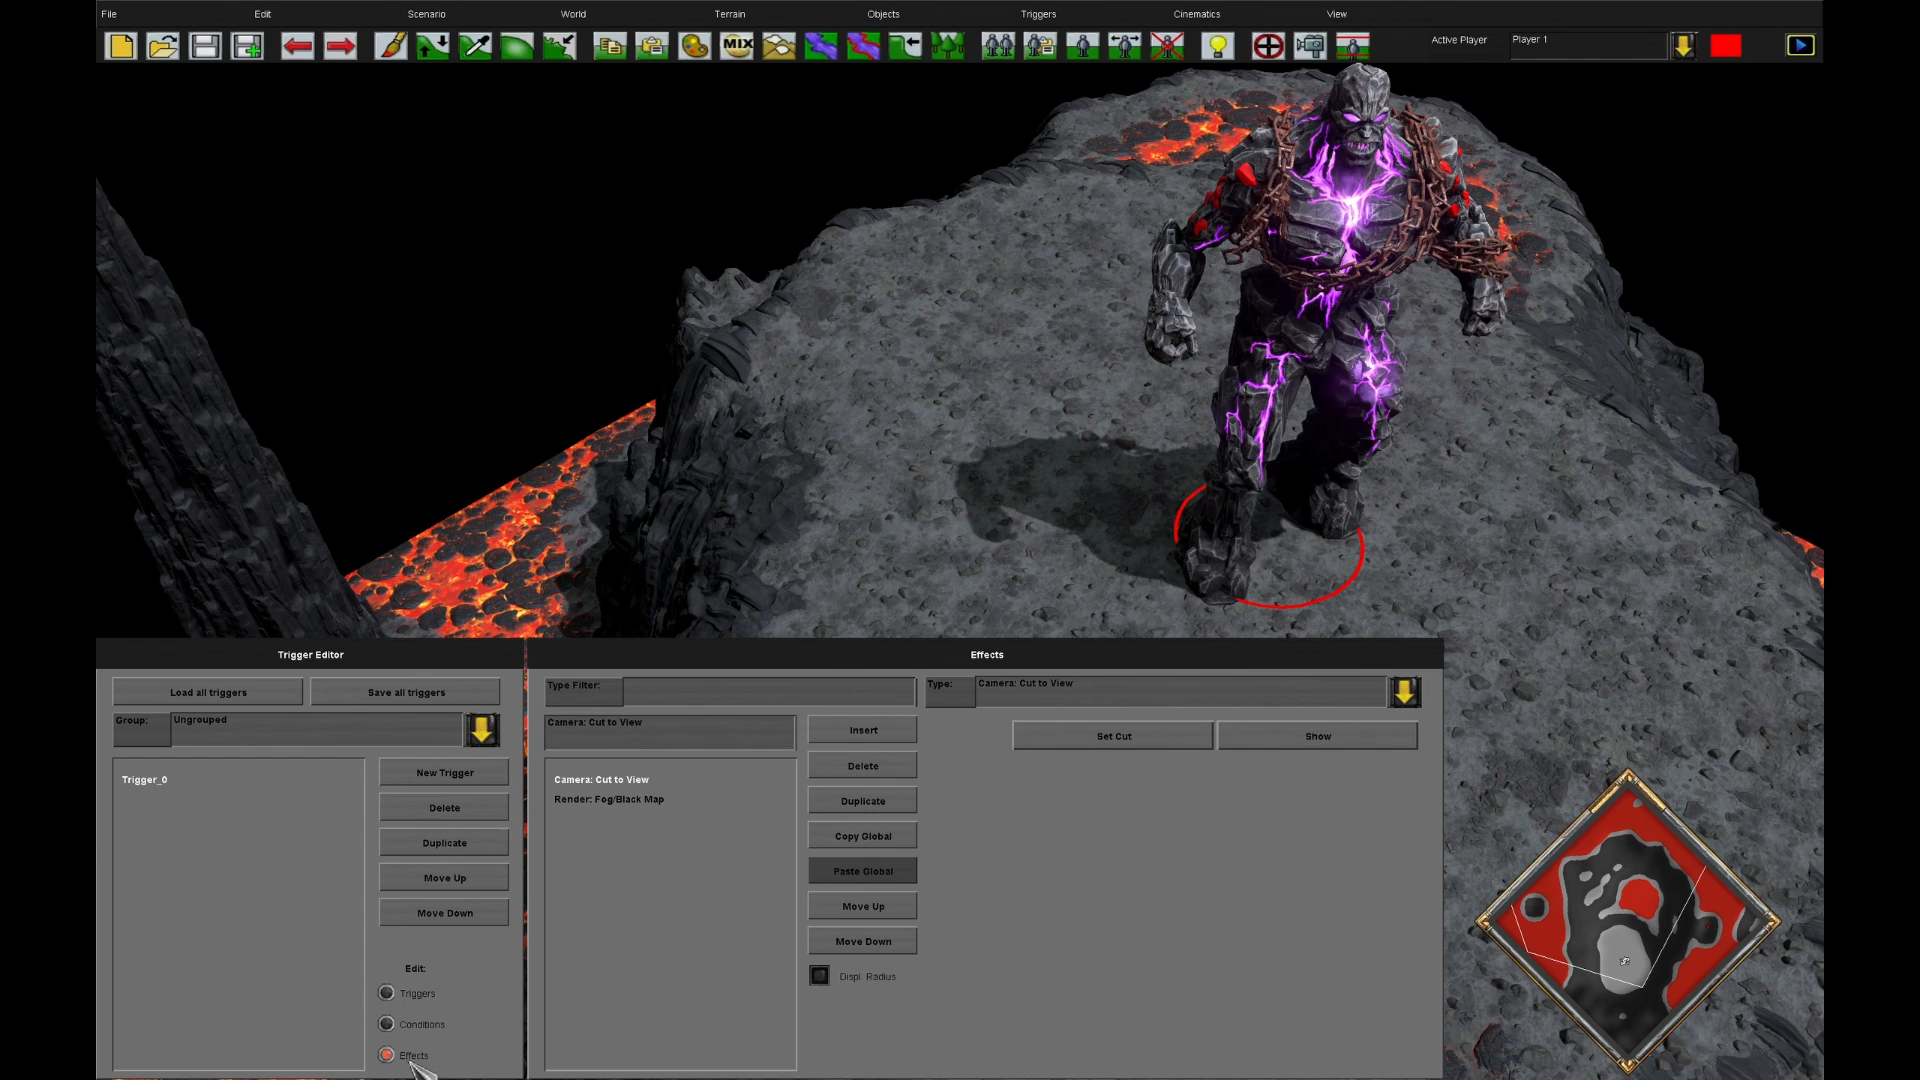 File Edit Scenario World Terrain Objects Triggers Cinematics View
MIX
Active Player Player 1
Trigger Editor
Load all triggers Save all triggers
Group: Ungrouped
Trigger_0
New Trigger
Delete
Duplicate
Move Up
Move Down
Edit:
Triggers
Conditions
Effects
Effects
Type Filter:
Type: Camera: Cut to View
Camera: Cut to View
Camera: Cut to View
Render: Fog/Black Map
Insert
Delete
Duplicate
Copy Global
Paste Global
Move Up
Move Down
Displ. Radius
Set Cut Show